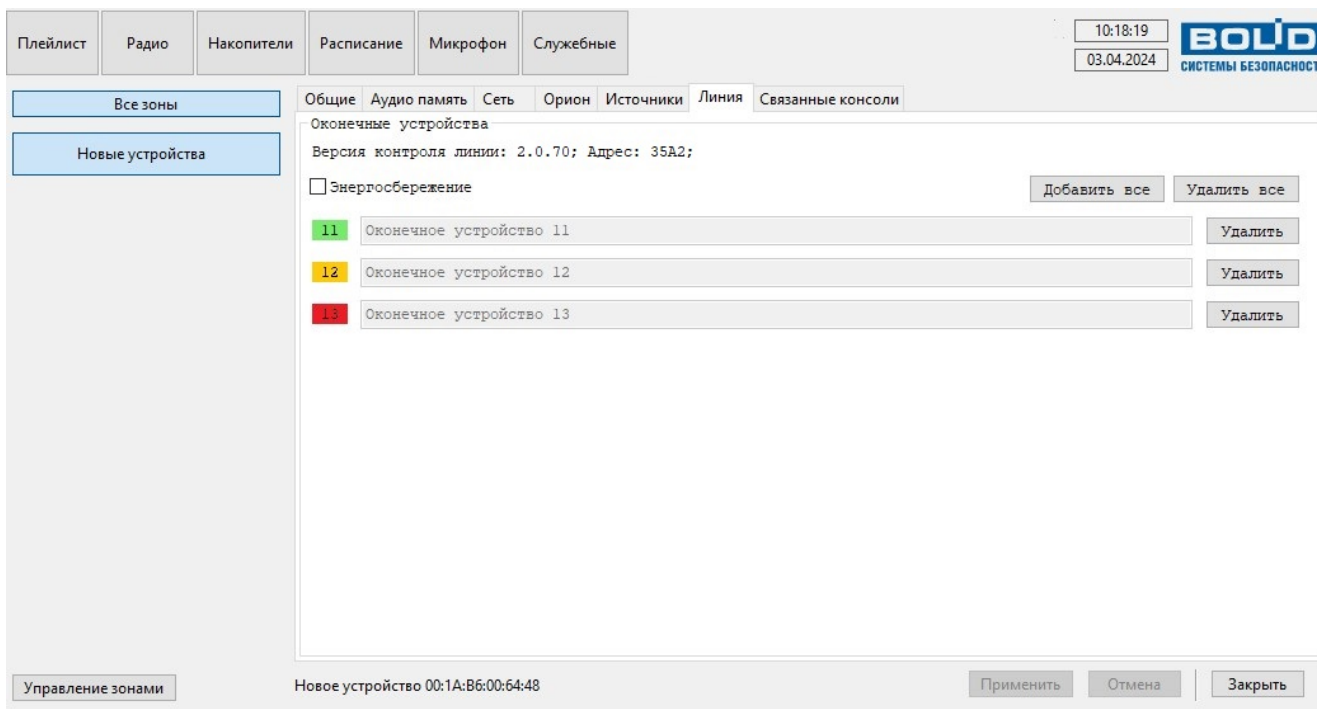 Плейлист Радио Накопители Расписание Микрофон Служебные
10:18:19
03.04.2024
BOLID
СИСТЕМЫ БЕЗОПАСНОСТ
Все зоны
Новые устройства
Общие Аудио память Сеть Орион Источники Линия Связанные консоли
Оконечные устройства
Версия контроля линии: 2.0.70; Адрес: 35A2;
Энергосбережение
Добавить все Удалить все
11 Оконечное устройство 11 Удалить
12 Оконечное устройство 12 Удалить
13 Оконечное устройство 13 Удалить
Управление зонами Новое устройство 00:1A:B6:00:64:48 Применить Отмена Закрыть